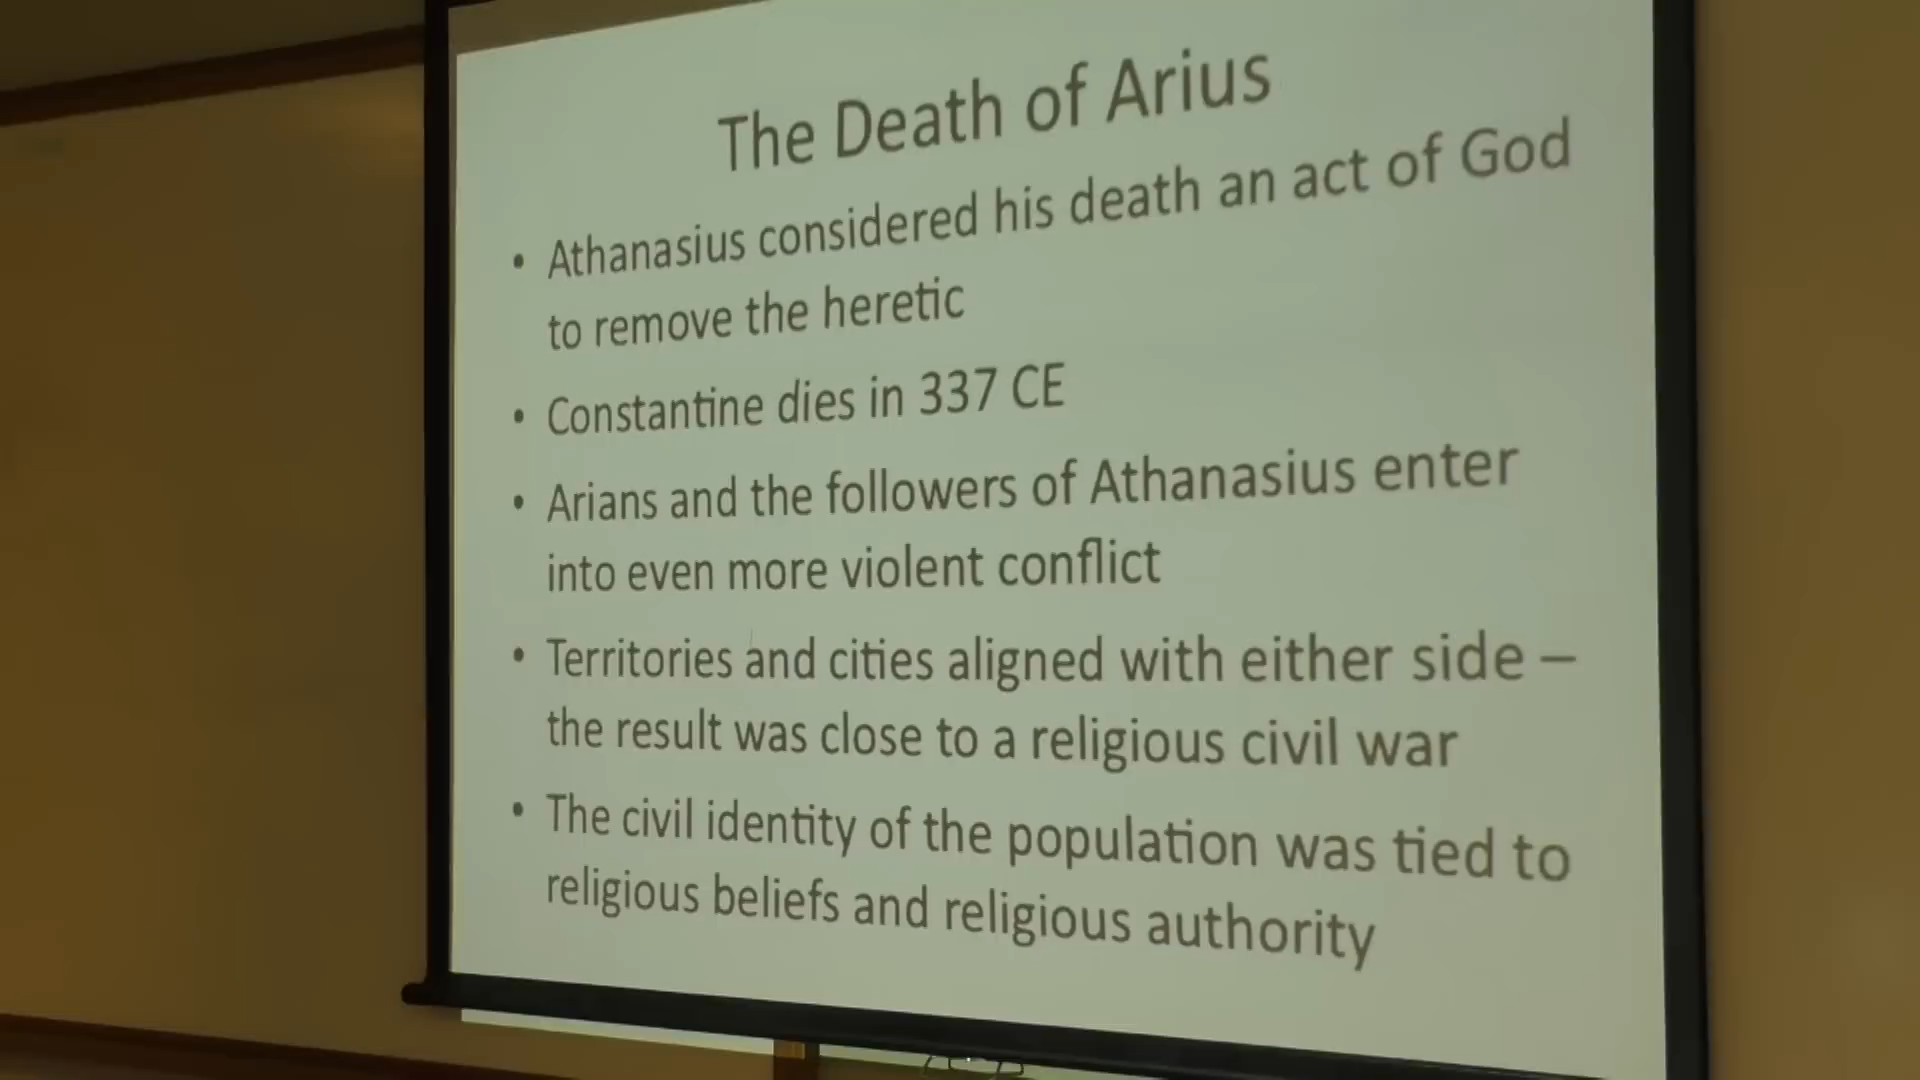 The Death of Arius
• Athanasius considered his death an act of God
to remove the heretic
• Constantine dies in 337 CE
• Arians and the followers of Athanasius enter
into even more violent conflict
• Territories and cities aligned with either side –
the result was close to a religious civil war
• The civil identity of the population was tied to
religious beliefs and religious authority